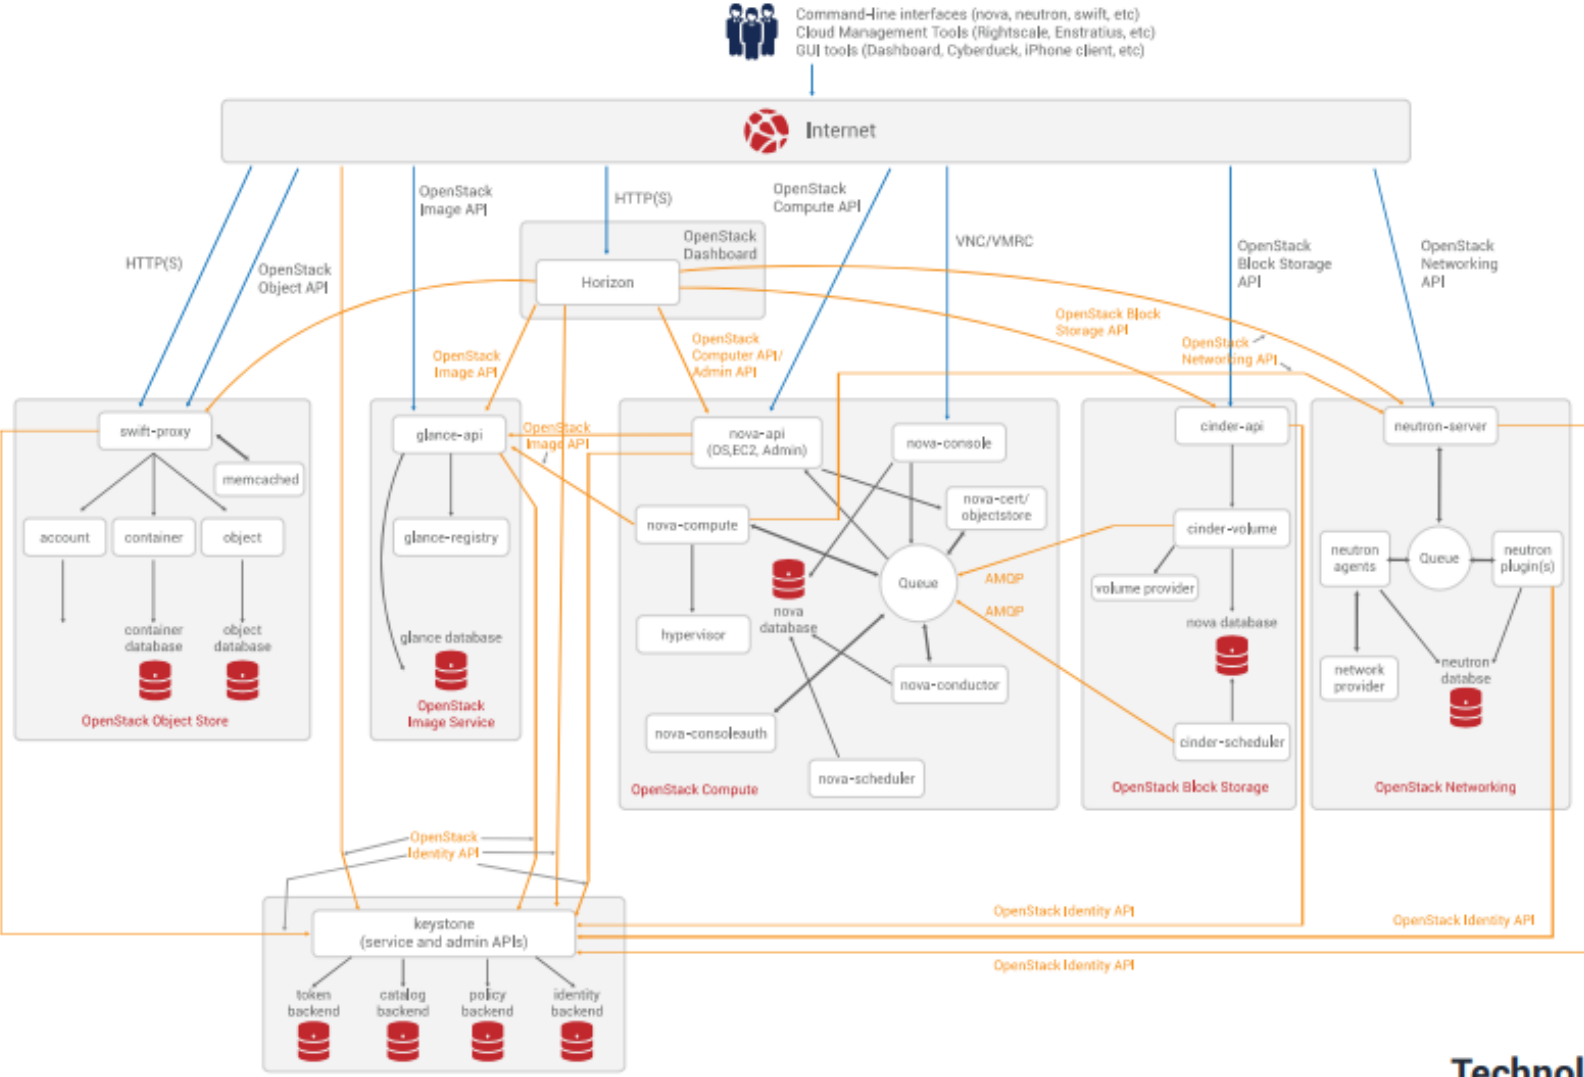 Command-line interfaces (nova, neutron, swift, etc)
Cloud Management Tools (Rightscale, Enstratius, etc)
GUI tools (Dashboard, Cyberduck, iPhone client, etc)
Internet
OpenStack
Image API
HTTP(S)
OpenStack
Compute API
VNC/VMRC
OpenStack
Block Storage
API
OpenStack
Networking
API
HTTP(S)
OpenStack
Object API
OpenStack
Dashboard
Horizon
OpenStack
Image API
OpenStack
Computer API/
Admin API
OpenStack Block
Storage API
OpenStack
Networking API
swift-proxy
memcached
account
container
object
container
database
object
database
OpenStack Object Store
glance-api
glance-registry
glance database
OpenStack
Image Service
OpenStack
Image API
nova-api
(OS,EC2, Admin)
nova-console
nova-cert/
objectstore
nova-compute
Queue
hypervisor
nova
database
nova-conductor
nova-consoleauth
nova-scheduler
OpenStack Compute
AMQP
AMQP
cinder-api
cinder-volume
volume provider
nova database
cinder-scheduler
OpenStack Block Storage
neutron-server
neutron
agents
Queue
neutron
plugin(s)
network
provider
neutron
databse
OpenStack Networking
OpenStack
Identity API
OpenStack Identity API
OpenStack Identity API
OpenStack Identity API
keystone
(service and admin APIs)
token
backend
catalog
backend
policy
backend
identity
backend
Technol